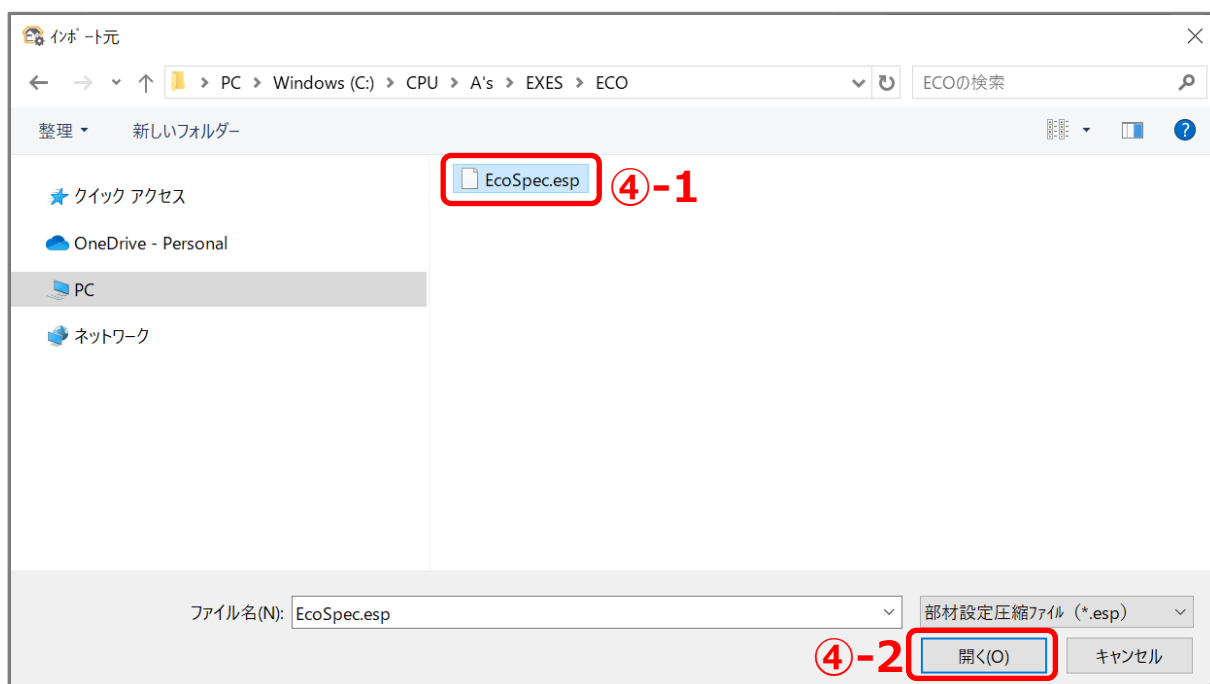 インポート元
PC > Windows (C:) > CPU > A's > EXES > ECO
ECOの検索
整理
新しいフォルダー
?
クイック アクセス
EcoSpec.esp
④-1
OneDrive - Personal
PC
ネットワーク
ファイル名(N):
EcoSpec.esp
部材設定圧縮ファイル (*.esp)
④-2
開く(O)
キャンセル